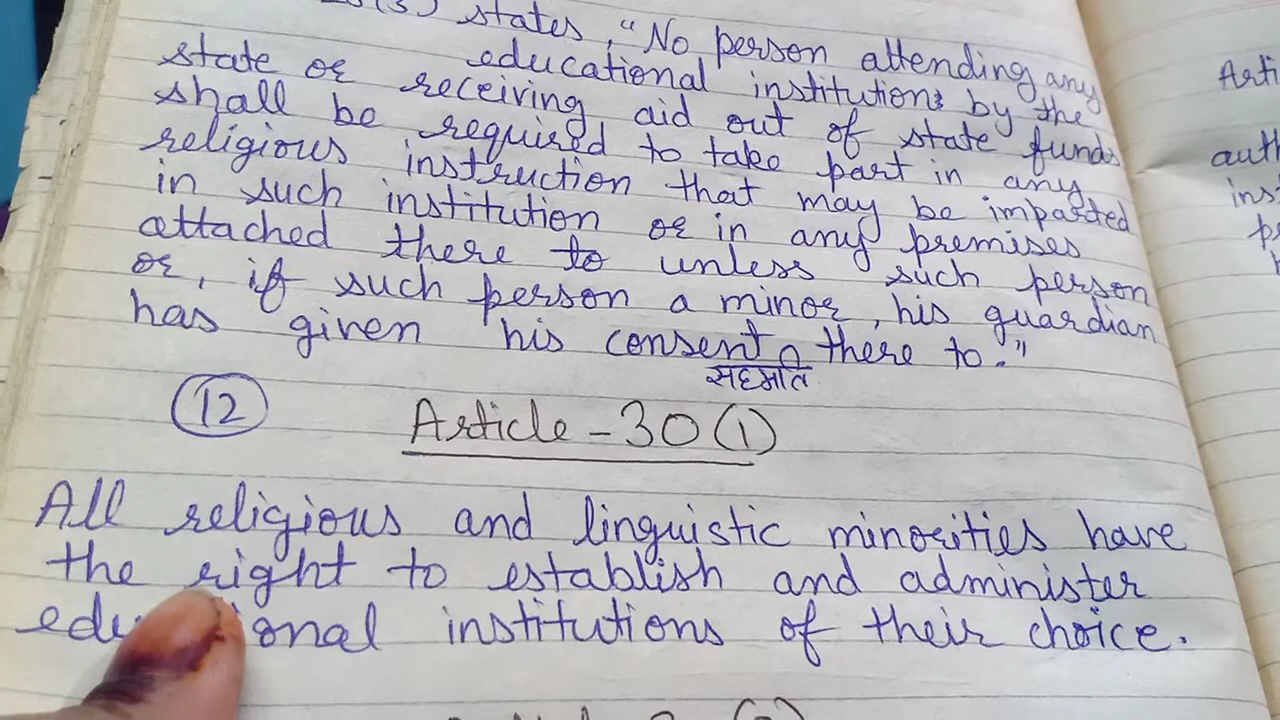 (3) states, "No person attending any
state or educational institutions by the
receiving aid out of state funds
shall be required to take part in any
religious instruction that may be imparted
in such institution or in any premises
attached there to unless such person
or, if such person a minor, his guardian
has given his consent there to."
सहमति
12
Article - 30 (1)
All religious and linguistic minorities have
the right to establish and administer
institutions of their choice.
Arti
auth
ins